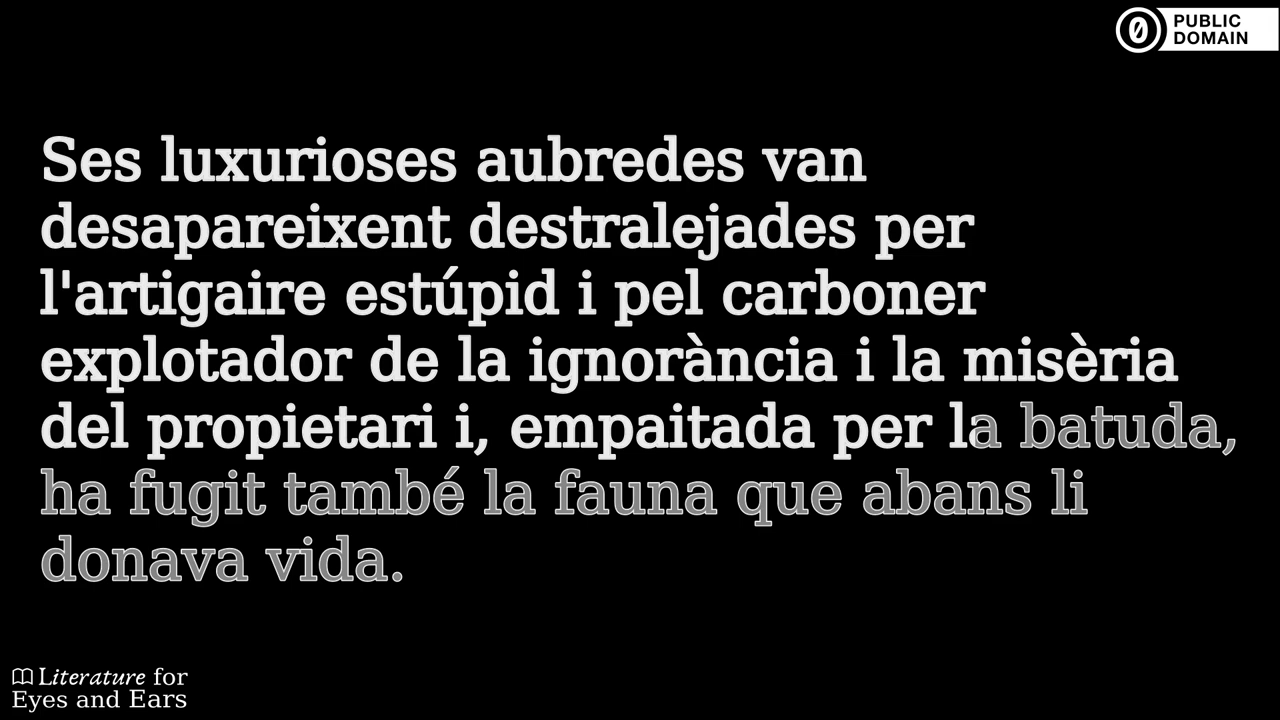 PUBLIC
DOMAIN
Ses luxurioses aubredes van
desapareixent destralejades per
l'artigaire estúpid i pel carboner
explotador de la ignorància i la misèria
del propietari i, empaitada per la batuda,
ha fugit també la fauna que abans li
donava vida.
Literature for
Eyes and Ears